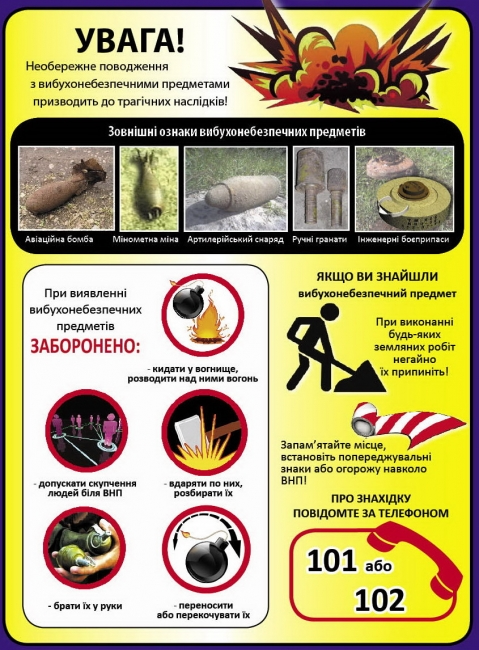 УВАГА!
Необережне поводження
з вибухонебезпечними предметами
призводить до трагічних наслідків!
Зовнішні ознаки вибухонебезпечних предметів
Авіаційна бомба
Мінометна міна
Артилерійський снаряд
Ручні гранати
Інженерні боєприпаси
При виявленні
вибухонебезпечних
предметів
ЗАБОРОНЕНО:
- кидати у вогнище,
розводити над ними вогонь
- допускати скупчення
людей біля ВНП
- вдаряти по них,
розбирати їх
- брати їх у руки
- переносити
або перекочувати їх
ЯКЩО ВИ ЗНАЙШЛИ
вибухонебезпечний предмет
При виконанні
будь-яких
земляних робіт
негайно
їх припиніть!
Запам’ятайте місце,
встановіть попереджувальні
знаки або огорожу навколо
ВНП!
ПРО ЗНАХІДКУ
ПОВІДОМТЕ ЗА ТЕЛЕФОНОМ
101 або
102